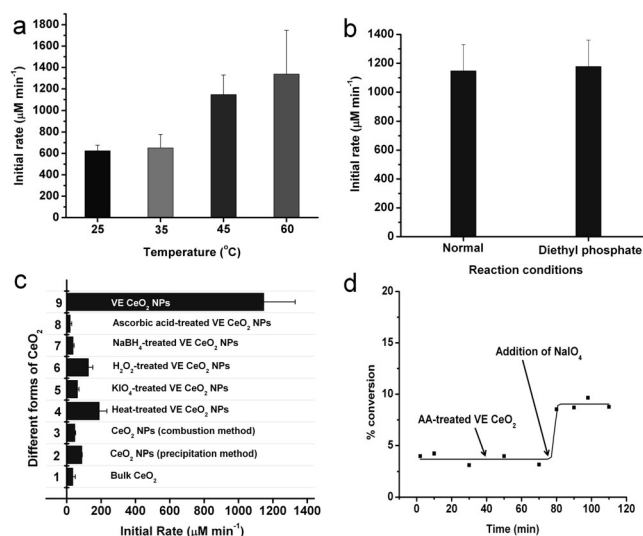 a
Initial rate (μM min⁻¹)
1800
1600
1400
1200
1000
800
600
400
200
0
25
35
45
60
Temperature (°C)
b
Initial rate (μM min⁻¹)
1400
1200
1000
800
600
400
200
0
Normal
Diethyl phosphate
Reaction conditions
c
Different forms of CeO₂
9 VE CeO₂ NPs
8 Ascorbic acid-treated VE CeO₂ NPs
7 NaBH₄-treated VE CeO₂ NPs
6 H₂O₂-treated VE CeO₂ NPs
5 KIO₄-treated VE CeO₂ NPs
4 Heat-treated VE CeO₂ NPs
3 CeO₂ NPs (combustion method)
2 CeO₂ NPs (precipitation method)
1 Bulk CeO₂
0 200 400 600 800 1000 1200 1400
Initial Rate (μM min⁻¹)
d
% conversion
20
15
10
5
0
Addition of NaIO₄
AA-treated VE CeO₂
0 20 40 60 80 100 120
Time (min)